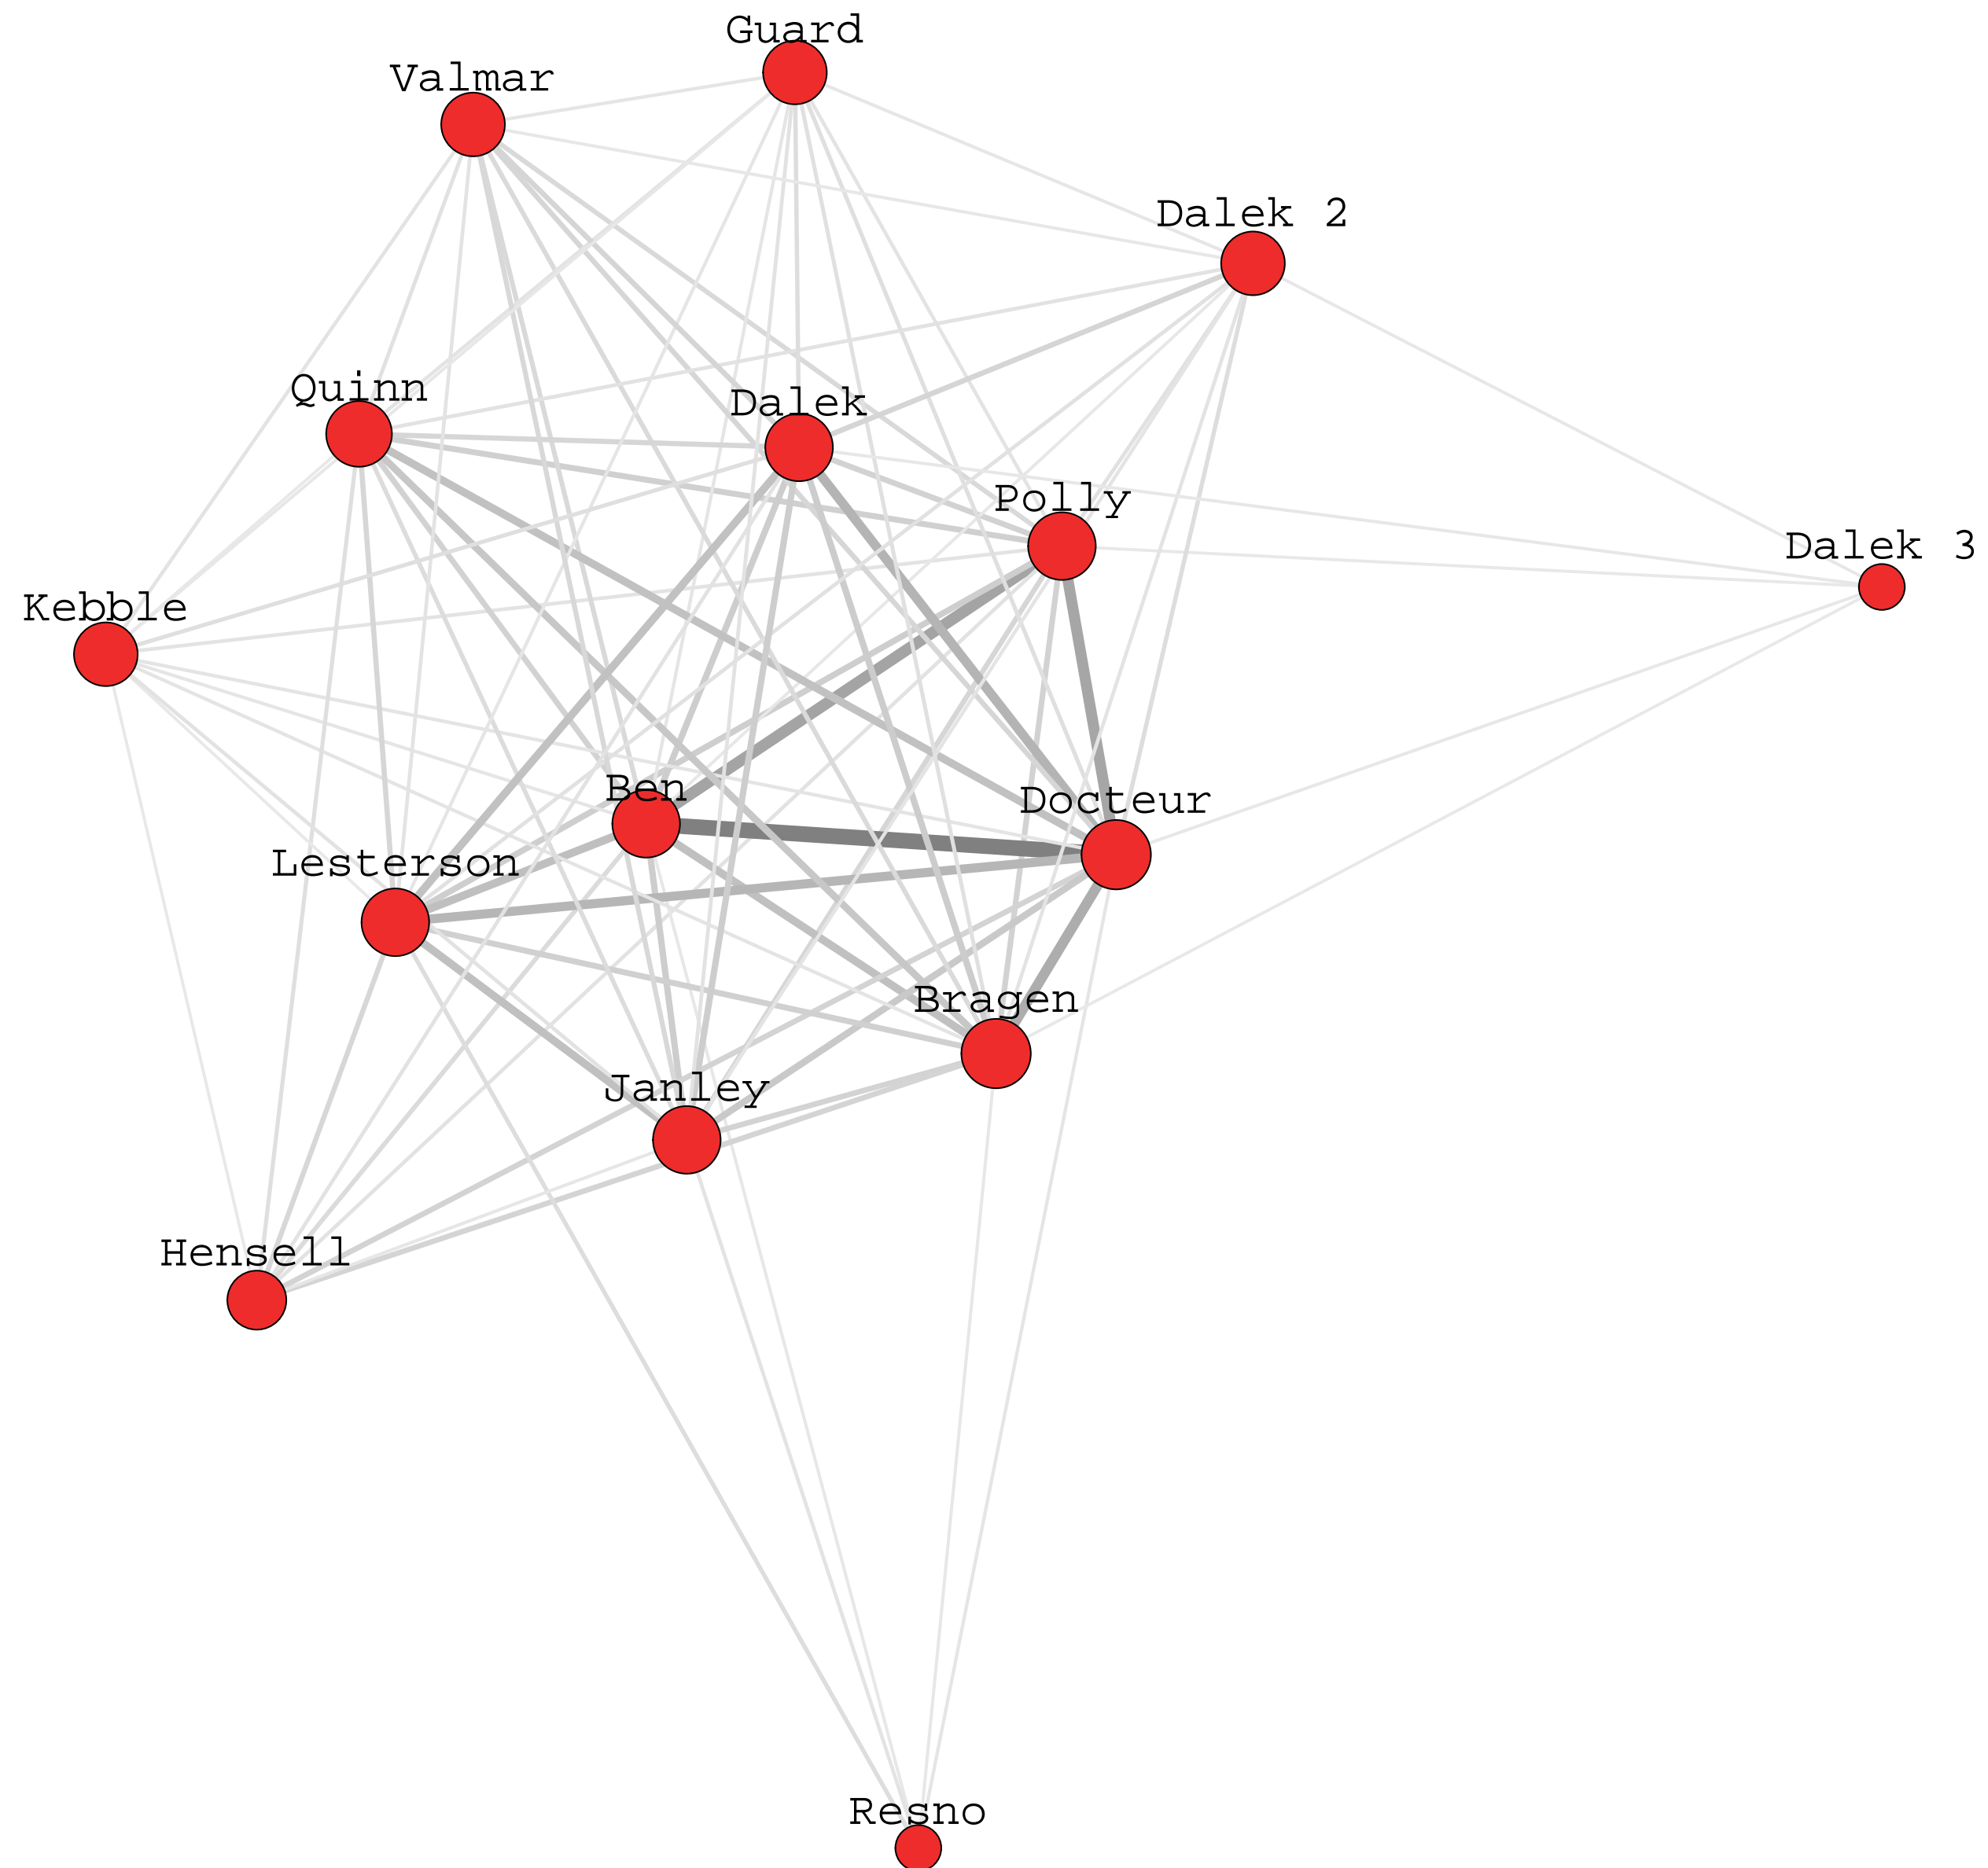 Guard
Valmar
Dalek 2
Quinn
Dalek
Polly
Dalek 3
Kebble
Ben
Docteur
Lesterson
Bragen
Janley
Hensell
Resno